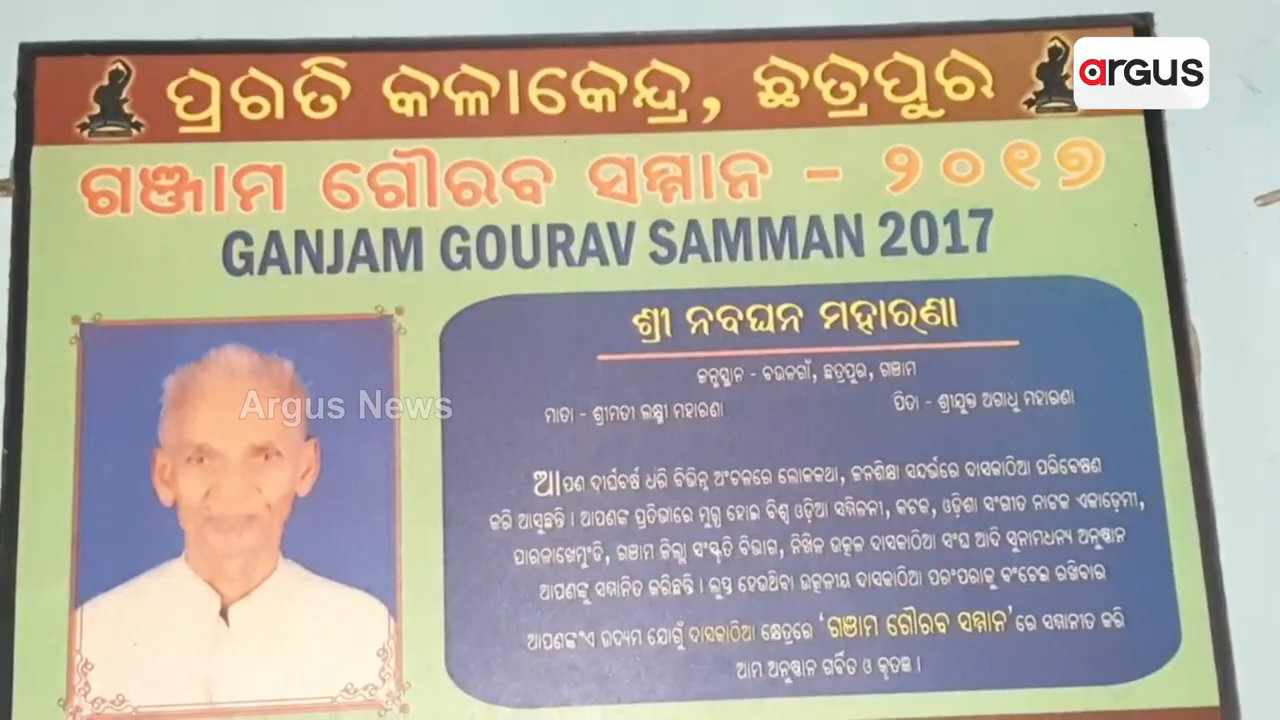 ପ୍ରରତି କଳାକେନ୍ଦ୍ର, ଛତ୍ରପୁର
argus
ଗଞ୍ଜାମ ଗୌରବ ସମ୍ମାନ - ୨୦୧୭
GANJAM GOURAV SAMMAN 2017
ଶ୍ରୀ ନବଘନ ମହାରଣା
ଜନ୍ମସ୍ଥାନ - ବଉଳଗାଁ, ଛତ୍ରପୁର, ଗଞ୍ଜାମ
ମାତା - ଶ୍ରୀମତୀ ଲକ୍ଷ୍ମୀ ମହାରଣା ପିତା - ଶ୍ରୀଯୁକ୍ତ ଅଗାଧୁ ମହାରଣା
Argus News
ଆପଣ ଦୀର୍ଘବର୍ଷ ଧରି ବିଭିନ୍ନ ଅଂଚଳରେ ଲୋକକଥା, ଜନଶିକ୍ଷା ସନ୍ଦର୍ଭରେ ଦାସକାଠିଆ ପରିବେଷଣ
କରି ଆସୁଛନ୍ତି । ଆପଣଙ୍କ ପ୍ରତିଭାରେ ମୁଗ୍ଧ ହୋଇ ବିଶ୍ୱ ଓଡ଼ିଆ ସମ୍ମିଳନୀ, କଟକ, ଓଡ଼ିଶା ସଂଗୀତ ନାଟକ ଏକାଡ଼େମୀ,
ପାରଳାଖେମୁଂଡି, ଗଞ୍ଜାମ ଜିଲ୍ଲା ସଂସ୍କୃତି ବିଭାଗ, ନିଖିଳ ଉତ୍କଳ ଦାସକାଠିଆ ସଂଘ ଆଦି ସୁନାମଧନ୍ୟ ଅନୁଷ୍ଠାନ
ଆପଣଙ୍କୁ ସମ୍ମାନିତ କରିଛନ୍ତି । ଲୁପ୍ତ ହେଉଥିବା ଉତ୍କଳୀୟ ଦାସକାଠିଆ ପରଂପରାକୁ ବଂଚେଇ ରଖିବାର
ଆପଣଙ୍କ ଏ ଉଦ୍ୟମ ଯୋଗୁଁ ଦାସକାଠିଆ କ୍ଷେତ୍ରରେ ‘ଗଞ୍ଜାମ ଗୌରବ ସମ୍ମାନ’ ରେ ସମ୍ମାନୀତ କରି
ଆମ ଅନୁଷ୍ଠାନ ଗର୍ବିତ ଓ କୃତଜ୍ଞ ।